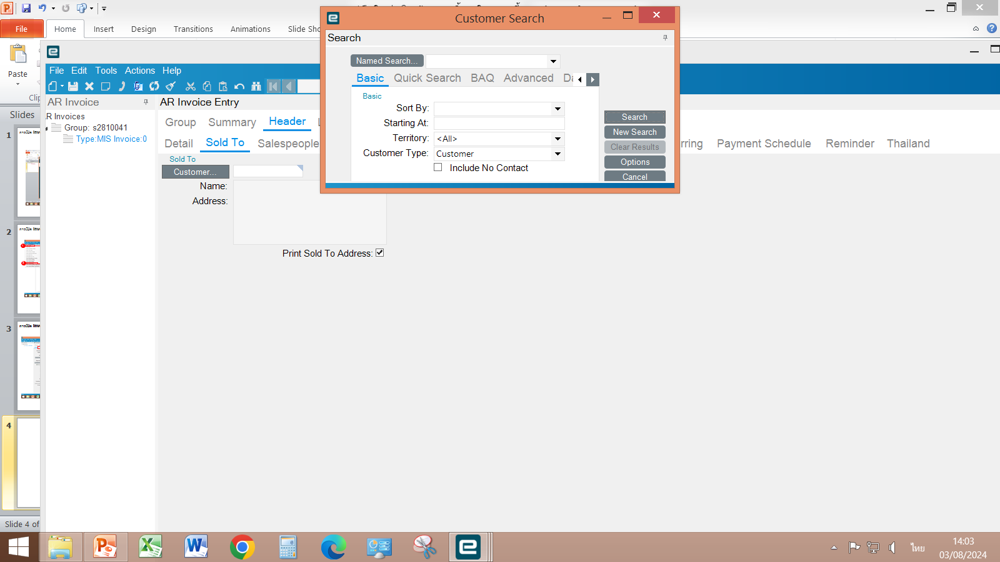 File
Home
Insert
Design
Transitions
Animations
Slide Sho
Paste
Clip
Slides
1
2
3
4
Slide 4 of
File Edit Tools Actions Help
AR Invoice
AR Invoices
Group: s2810041
Type:MIS Invoice:0
AR Invoice Entry
Group Summary Header
Detail Sold To Salespeople
rring Payment Schedule Reminder Thailand
Sold To
Customer...
Name:
Address:
Print Sold To Address:
Customer Search
Search
Named Search...
Basic Quick Search BAQ Advanced Da
Basic
Sort By:
Starting At:
Territory: <All>
Customer Type: Customer
Include No Contact
Search
New Search
Clear Results
Options
Cancel
ไทย
14:03
03/08/2024